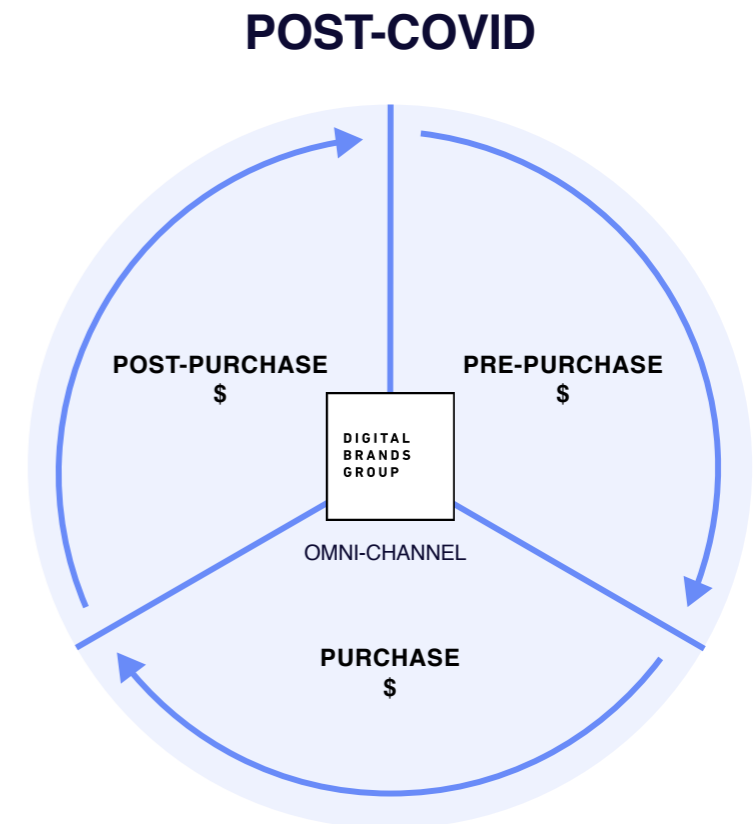 POST-COVID
POST-PURCHASE
$
PRE-PURCHASE
$
DIGITAL
BRANDS
GROUP
OMNI-CHANNEL
PURCHASE
$